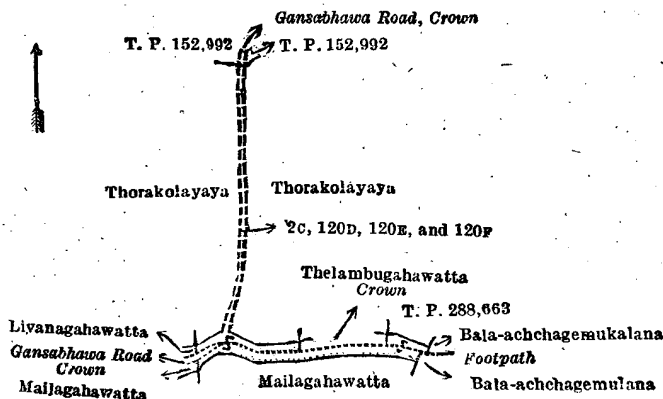 Gansabhawa Road, Crown
T. P. 152,992
T. P. 152,992
Thorakolayaya
Thorakolayaya
2C, 120D, 120E, and 120F
Thelambugahawatta
Crown
T. P. 288,663
Liyanagahawatta
Bala-achchagemukalana
Gansabhawa Road
Crown
Footpath
Mailagahawatta
Mailagahawatta
Bala-achchagemulana